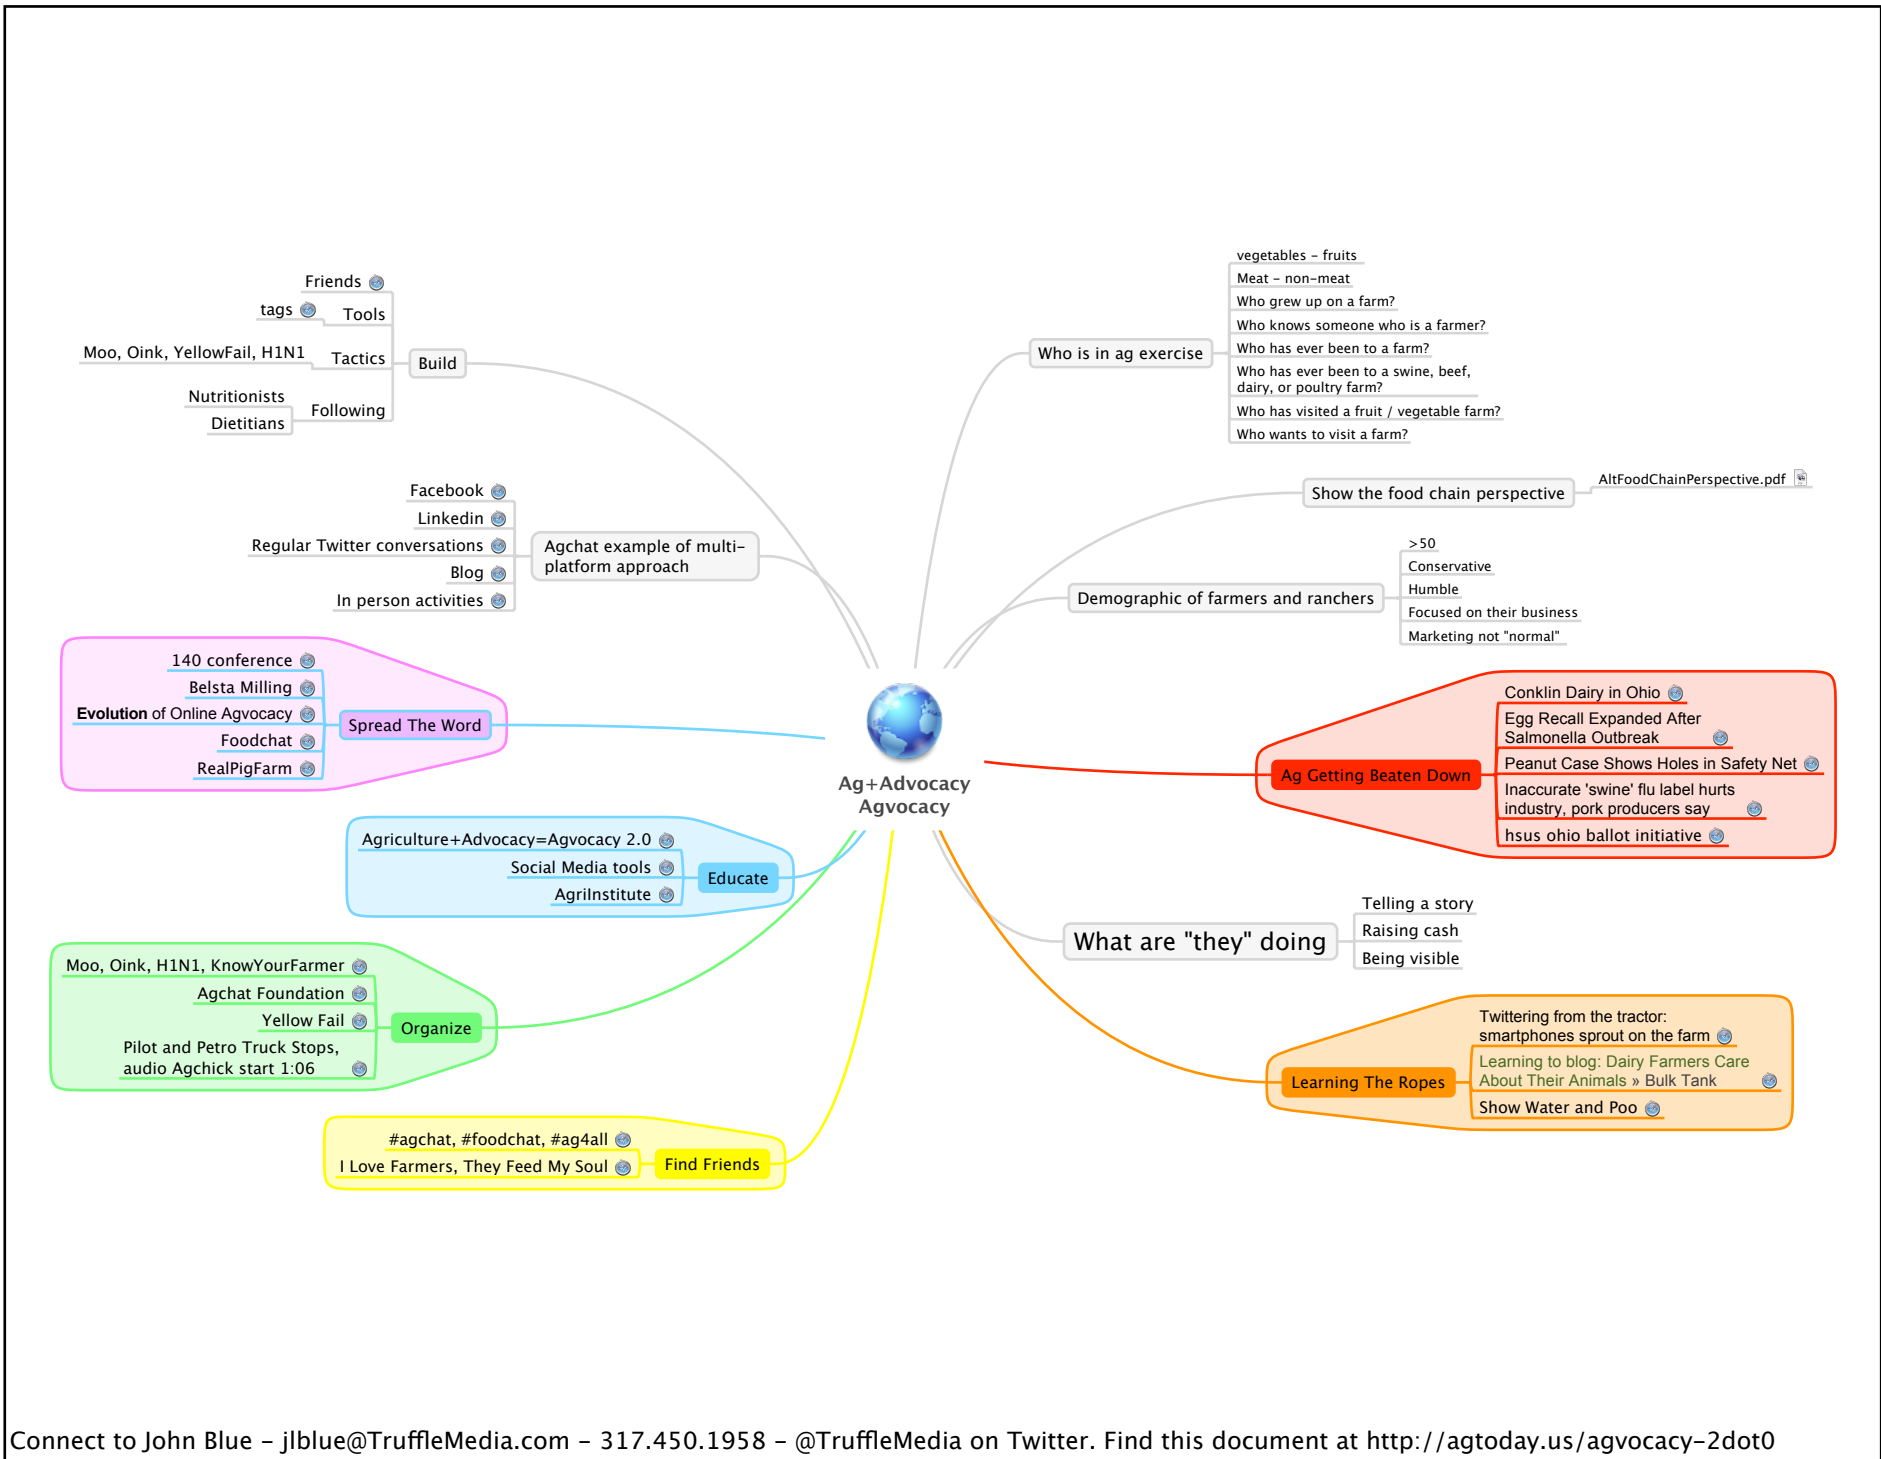 Ag+Advocacy
Agvocacy
Who is in ag exercise
vegetables – fruits
Meat – non-meat
Who grew up on a farm?
Who knows someone who is a farmer?
Who has ever been to a farm?
Who has ever been to a swine, beef,
dairy, or poultry farm?
Who has visited a fruit / vegetable farm?
Who wants to visit a farm?
Show the food chain perspective
AltFoodChainPerspective.pdf
Demographic of farmers and ranchers
>50
Conservative
Humble
Focused on their business
Marketing not "normal"
Ag Getting Beaten Down
Conklin Dairy in Ohio
Egg Recall Expanded After
Salmonella Outbreak
Peanut Case Shows Holes in Safety Net
Inaccurate 'swine' flu label hurts
industry, pork producers say
hsus ohio ballot initiative
What are "they" doing
Telling a story
Raising cash
Being visible
Learning The Ropes
Twittering from the tractor:
smartphones sprout on the farm
Learning to blog: Dairy Farmers Care
About Their Animals » Bulk Tank
Show Water and Poo
Build
Friends
Tools
tags
Tactics
Moo, Oink, YellowFail, H1N1
Following
Nutritionists
Dietitians
Agchat example of multi–
platform approach
Facebook
Linkedin
Regular Twitter conversations
Blog
In person activities
Spread The Word
140 conference
Belsta Milling
Evolution of Online Agvocacy
Foodchat
RealPigFarm
Educate
Agriculture+Advocacy=Agvocacy 2.0
Social Media tools
AgriInstitute
Organize
Moo, Oink, H1N1, KnowYourFarmer
Agchat Foundation
Yellow Fail
Pilot and Petro Truck Stops,
audio Agchick start 1:06
Find Friends
#agchat, #foodchat, #ag4all
I Love Farmers, They Feed My Soul
Connect to John Blue – jlblue@TruffleMedia.com – 317.450.1958 – @TruffleMedia on Twitter. Find this document at http://agtoday.us/agvocacy–2dot0